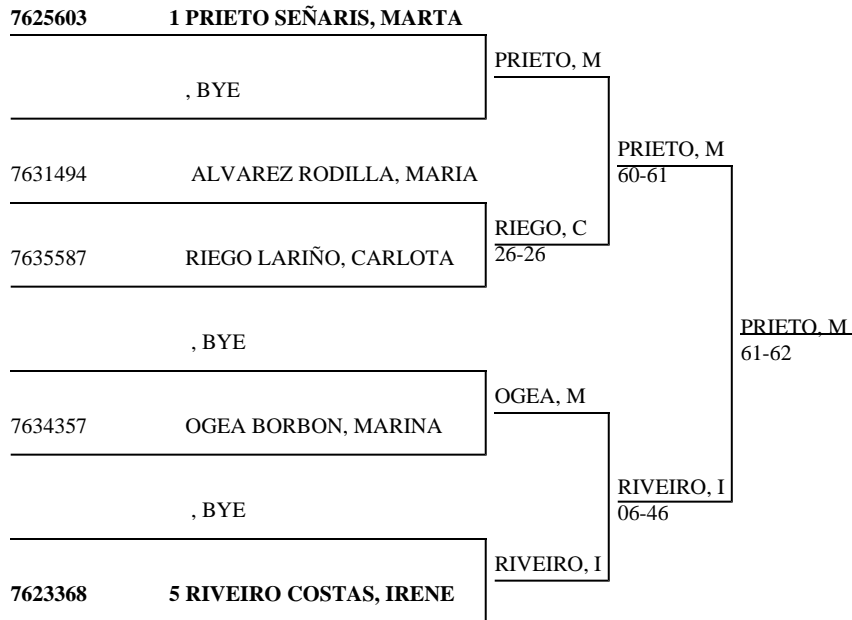 7625603 1 PRIETO SEÑARIS, MARTA
PRIETO, M
, BYE
PRIETO, M
7631494 ALVAREZ RODILLA, MARIA
60-61
RIEGO, C
7635587 RIEGO LARIÑO, CARLOTA
26-26
PRIETO, M
, BYE
61-62
OGEA, M
7634357 OGEA BORBON, MARINA
RIVEIRO, I
, BYE
06-46
RIVEIRO, I
7623368 5 RIVEIRO COSTAS, IRENE